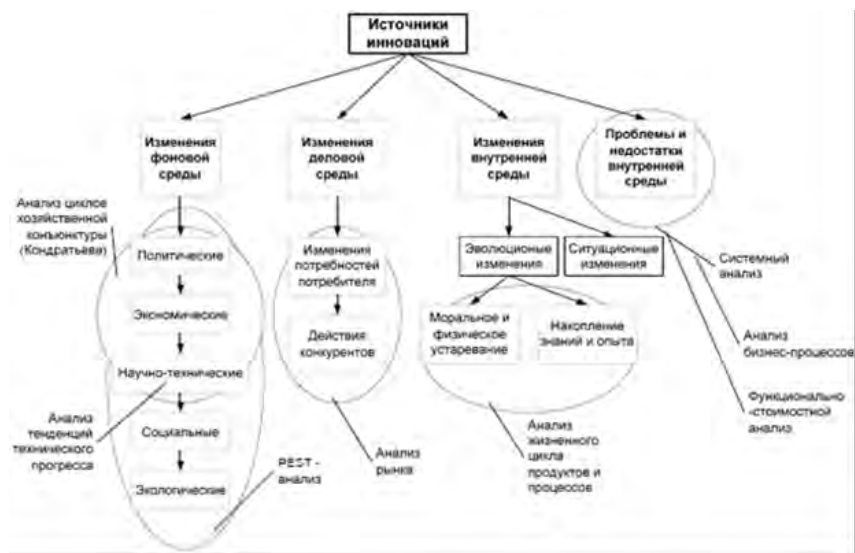 Источники
инноваций
Изменения
фоновой
среды
Изменения
деловой
среды
Изменения
внутренней
среды
Проблемы и
недостатки
внутренней
среды
Анализ циклое
хозяйственной
конъюнктуры
(Кондратьева)
Политические
Экономические
Научно-технические
Социальные
Экологические
Анализ
тенденций
технического
прогресса
PEST -
анализ
Изменения
потребностей
потребителя
Действия
конкурентов
Анализ
рынка
Эволюционые
изменения
Ситуационные
изменения
Моральное и
физическое
устаревание
Накопление
знаний и опыта
Анализ
жизненного
цикла
продуктов и
процессов
Системный
анализ
Анализ
бизнес-процессов
Функционально
-стоимостной
анализ